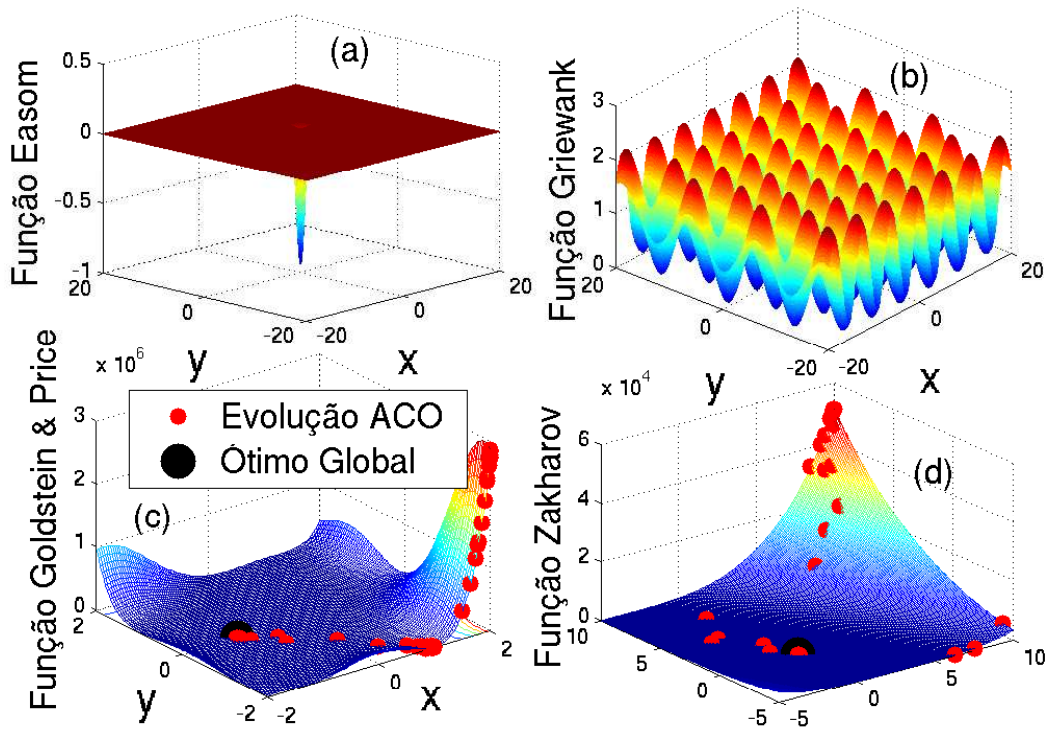 (a)
Função Easom
0.5
0
-0.5
-1
20
0
-20
y
-20
0
20
x
(b)
Função Griewank
3
2
1
0
20
0
-20
y
-20
0
20
x
Evolução ACO
Ótimo Global
(c)
Função Goldstein & Price
x 10^6
3
2
1
0
2
0
-2
y
-2
0
2
x
(d)
Função Zakharov
x 10^4
6
4
2
0
10
5
0
-5
-5
0
5
10